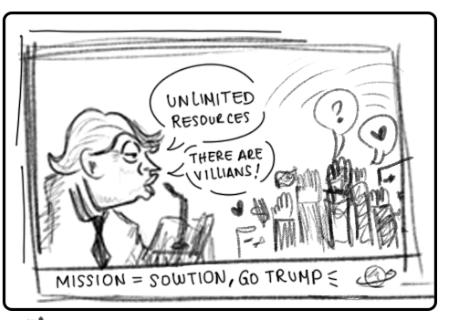 UNLIMITED
RESOURCES
?
THERE ARE
VILLIANS!
MISSION = SOWTION, GO TRUMP